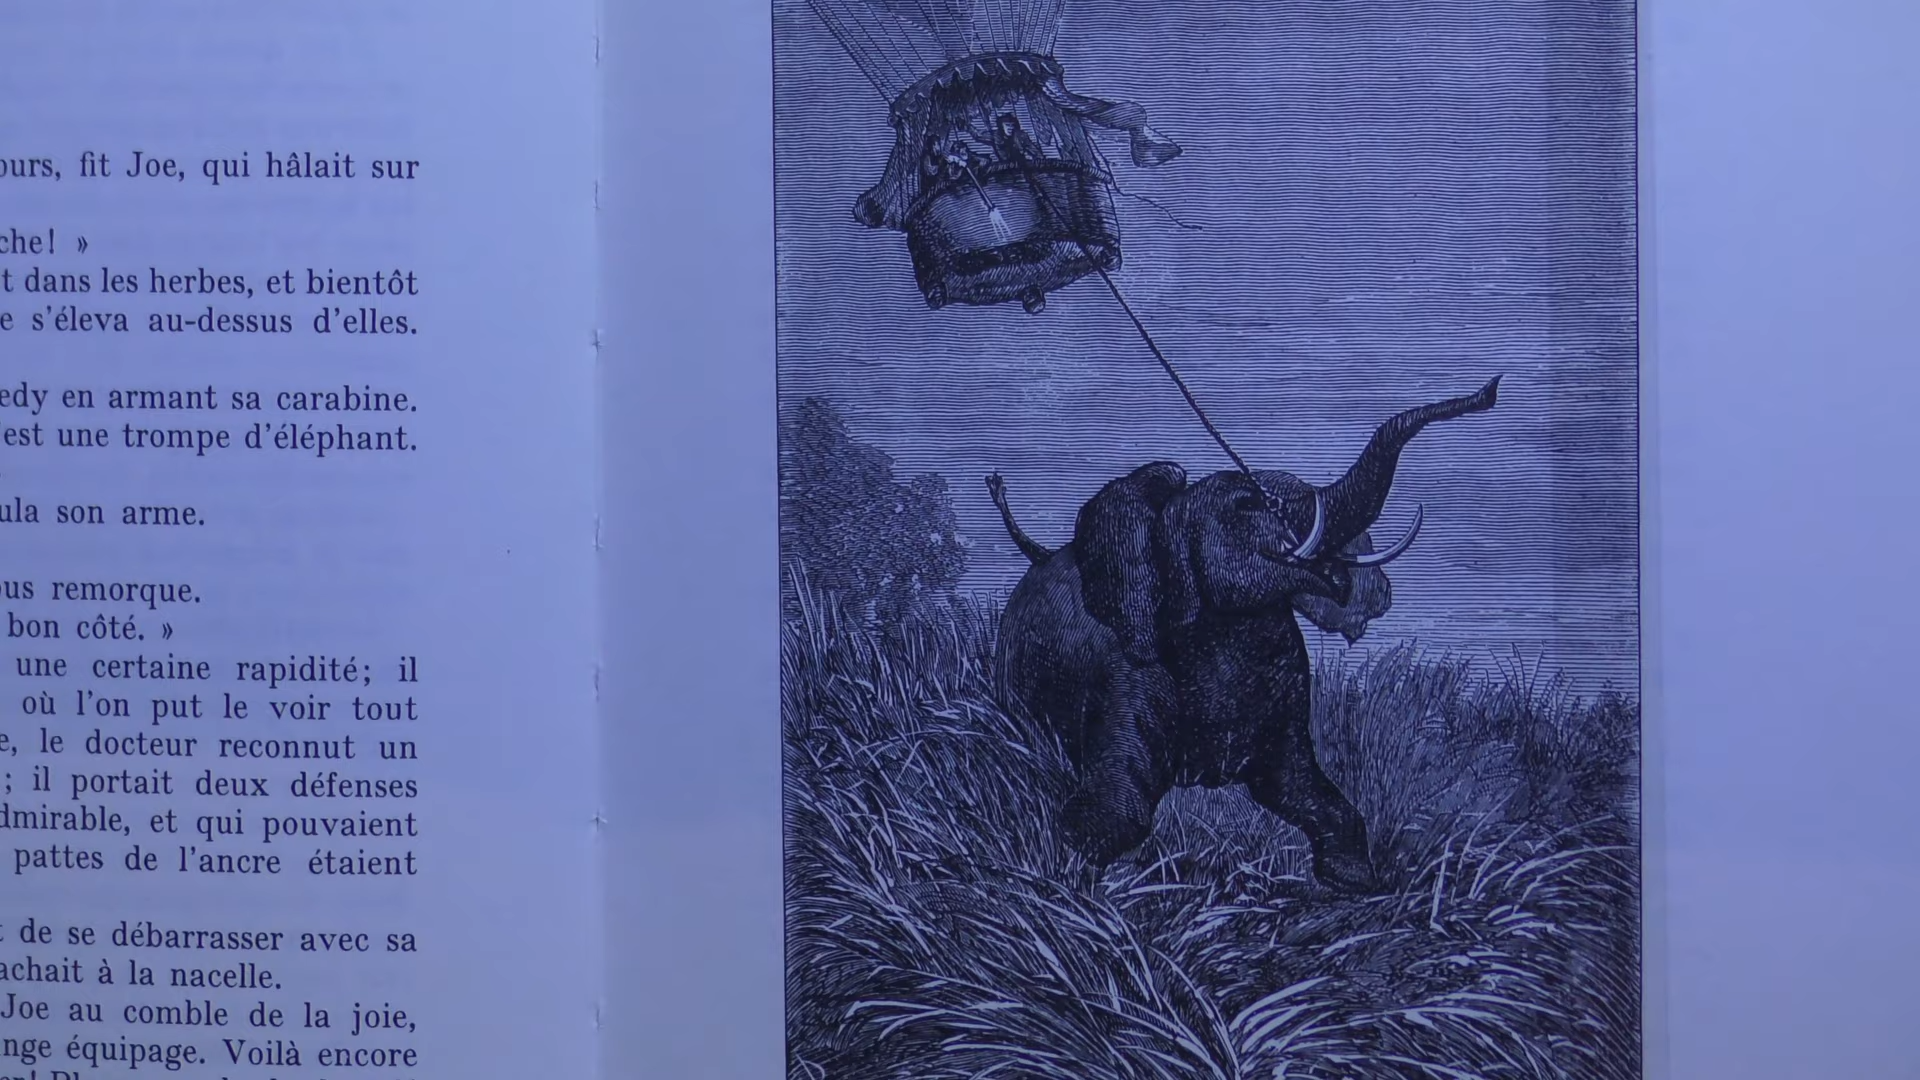 fit Joe, qui hâlait sur
che! »
t dans les herbes, et bientôt
e s'éleva au-dessus d'elles.
edy en armant sa carabine.
'est une trompe d'éléphant.
ula son arme.
ous remorque.
bon côté. »
une certaine rapidité; il
où l'on put le voir tout
e, le docteur reconnut un
; il portait deux défenses
dmirable, et qui pouvaient
pattes de l'ancre étaient
t de se débarrasser avec sa
achait à la nacelle.
Joe au comble de la joie,
nge équipage. Voilà encore